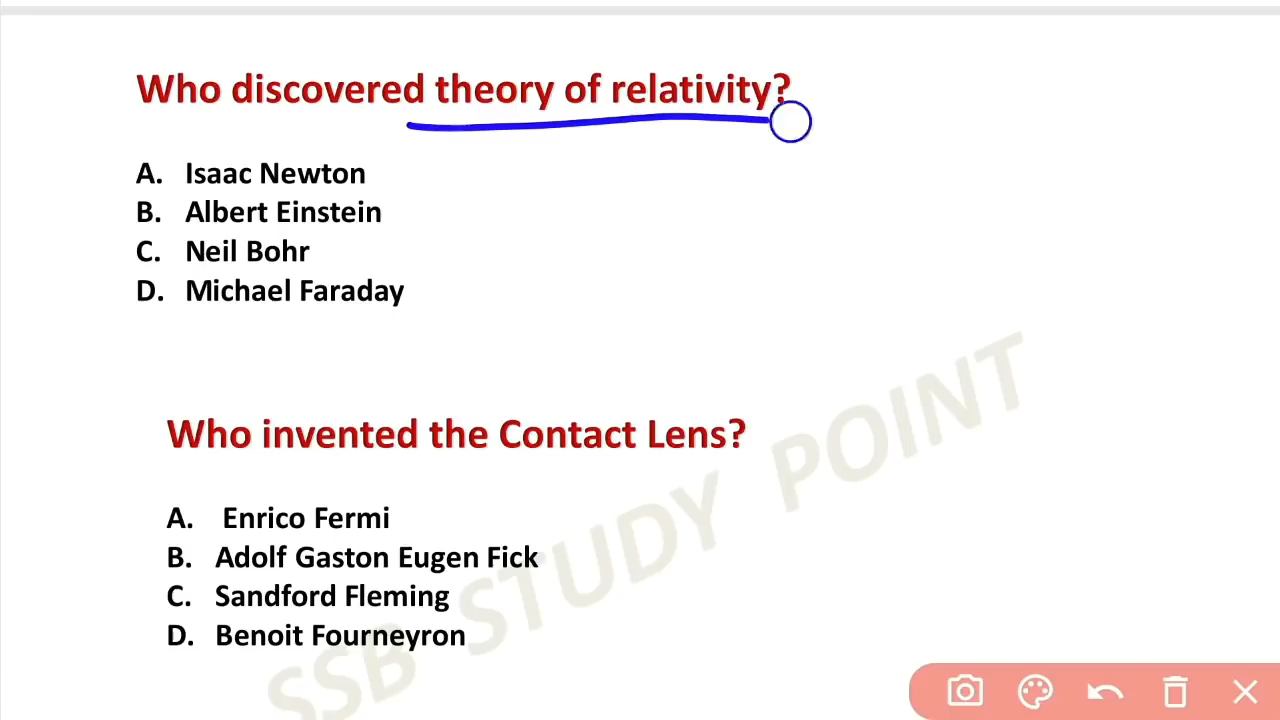 Who discovered theory of relativity?
A. Isaac Newton
B. Albert Einstein
C. Neil Bohr
D. Michael Faraday
Who invented the Contact Lens?
A. Enrico Fermi
B. Adolf Gaston Eugen Fick
C. Sandford Fleming
D. Benoit Fourneyron
SSB STUDY POINT